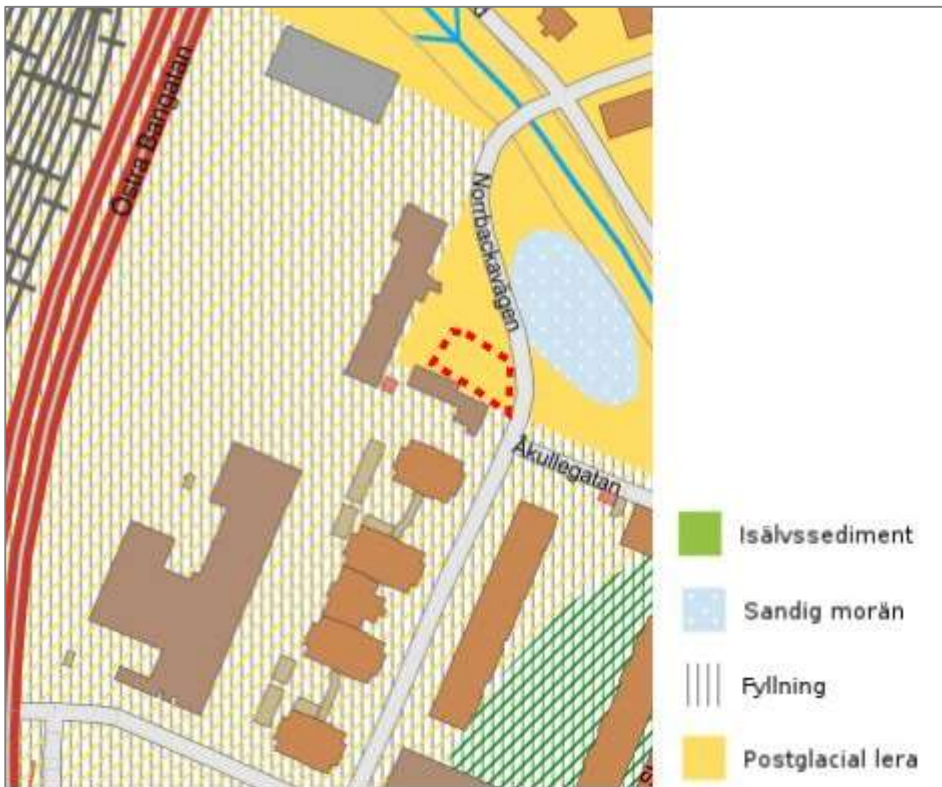 Östra Bangatan
Norrbackavägen
Åkullegatan
Isälvssediment
Sandig morän
Fyllning
Postglacial lera